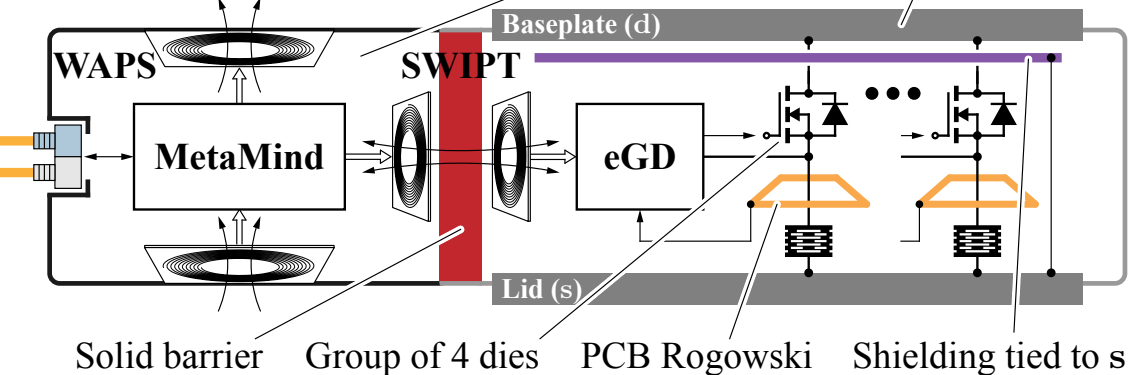 Baseplate (d)
WAPS
SWIPT
MetaMind
eGD
Lid (s)
Solid barrier
Group of 4 dies
PCB Rogowski
Shielding tied to s